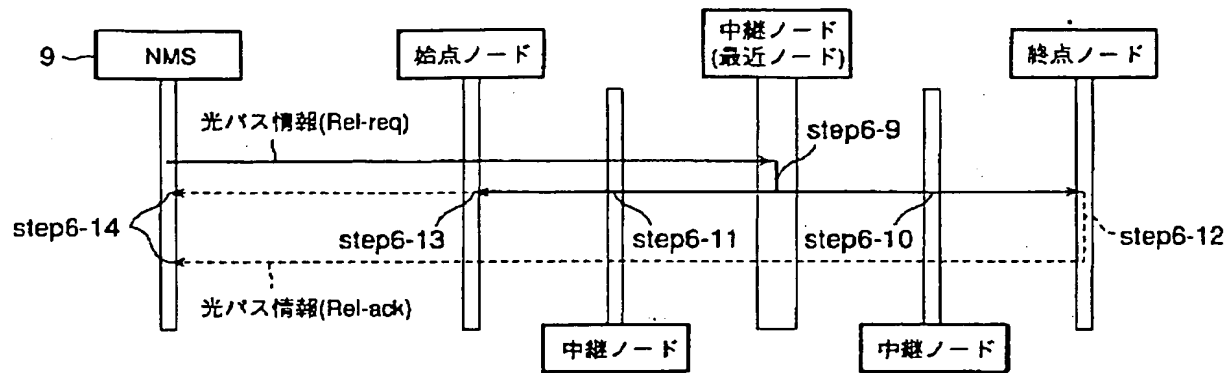 9
NMS
始点ノード
中継ノード
(最近ノード)
終点ノード
光パス情報(Rel-req)
step6-9
step6-14
step6-13
step6-11
step6-10
step6-12
光パス情報(Rel-ack)
中継ノード
中継ノード